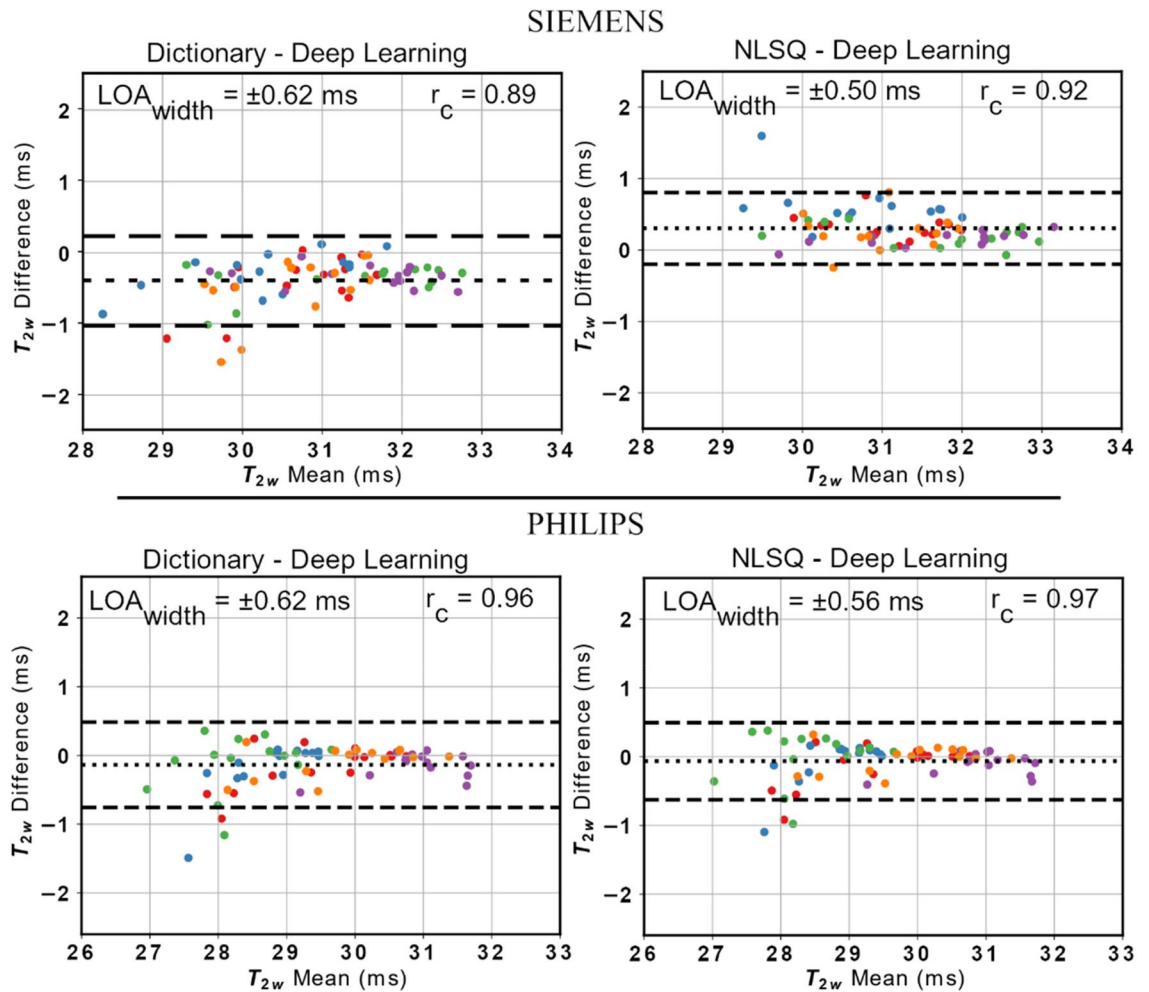 SIEMENS
Dictionary - Deep Learning
LOAwidth = ±0.62 ms rc = 0.89
T2w Difference (ms)
2
1
0
−1
−2
28 29 30 31 32 33 34
T2w Mean (ms)
NLSQ - Deep Learning
LOAwidth = ±0.50 ms rc = 0.92
T2w Difference (ms)
2
1
0
−1
−2
28 29 30 31 32 33 34
T2w Mean (ms)
PHILIPS
Dictionary - Deep Learning
LOAwidth = ±0.62 ms rc = 0.96
T2w Difference (ms)
2
1
0
−1
−2
26 27 28 29 30 31 32 33
T2w Mean (ms)
NLSQ - Deep Learning
LOAwidth = ±0.56 ms rc = 0.97
T2w Difference (ms)
2
1
0
−1
−2
26 27 28 29 30 31 32 33
T2w Mean (ms)